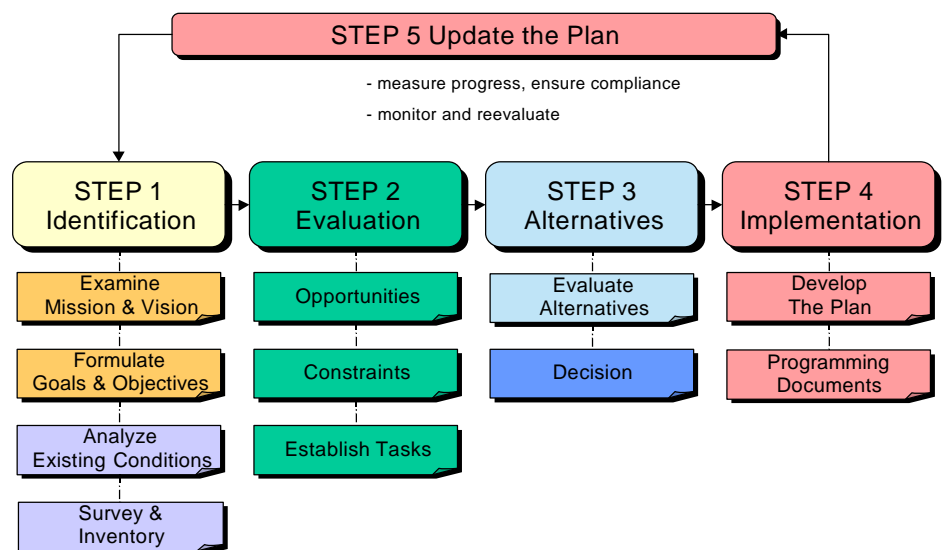 STEP 5 Update the Plan
- measure progress, ensure compliance
- monitor and reevaluate
STEP 1
Identification
Examine
Mission & Vision
Formulate
Goals & Objectives
Analyze
Existing Conditions
Survey &
Inventory
STEP 2
Evaluation
Opportunities
Constraints
Establish Tasks
STEP 3
Alternatives
Evaluate
Alternatives
Decision
STEP 4
Implementation
Develop
The Plan
Programming
Documents